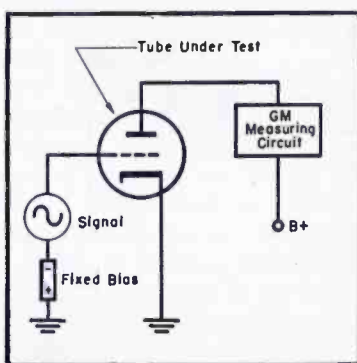 Tube Under Test
GM
Measuring
Circuit
B+
Signal
-
+
Fixed Bias